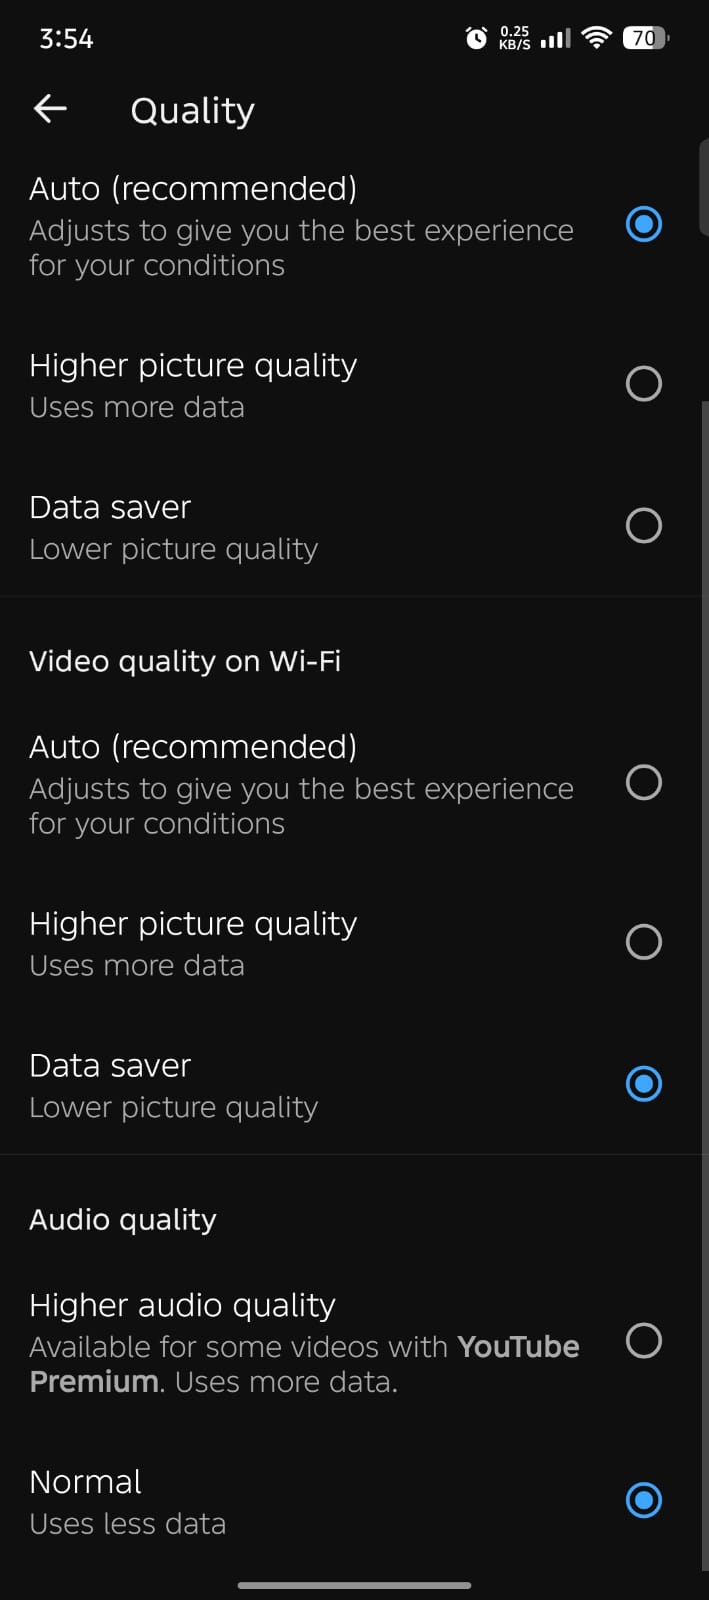 3:54
0.25
KB/S
70
Quality
Auto (recommended)
Adjusts to give you the best experience
for your conditions
Higher picture quality
Uses more data
Data saver
Lower picture quality
Video quality on Wi-Fi
Auto (recommended)
Adjusts to give you the best experience
for your conditions
Higher picture quality
Uses more data
Data saver
Lower picture quality
Audio quality
Higher audio quality
Available for some videos with YouTube
Premium. Uses more data.
Normal
Uses less data